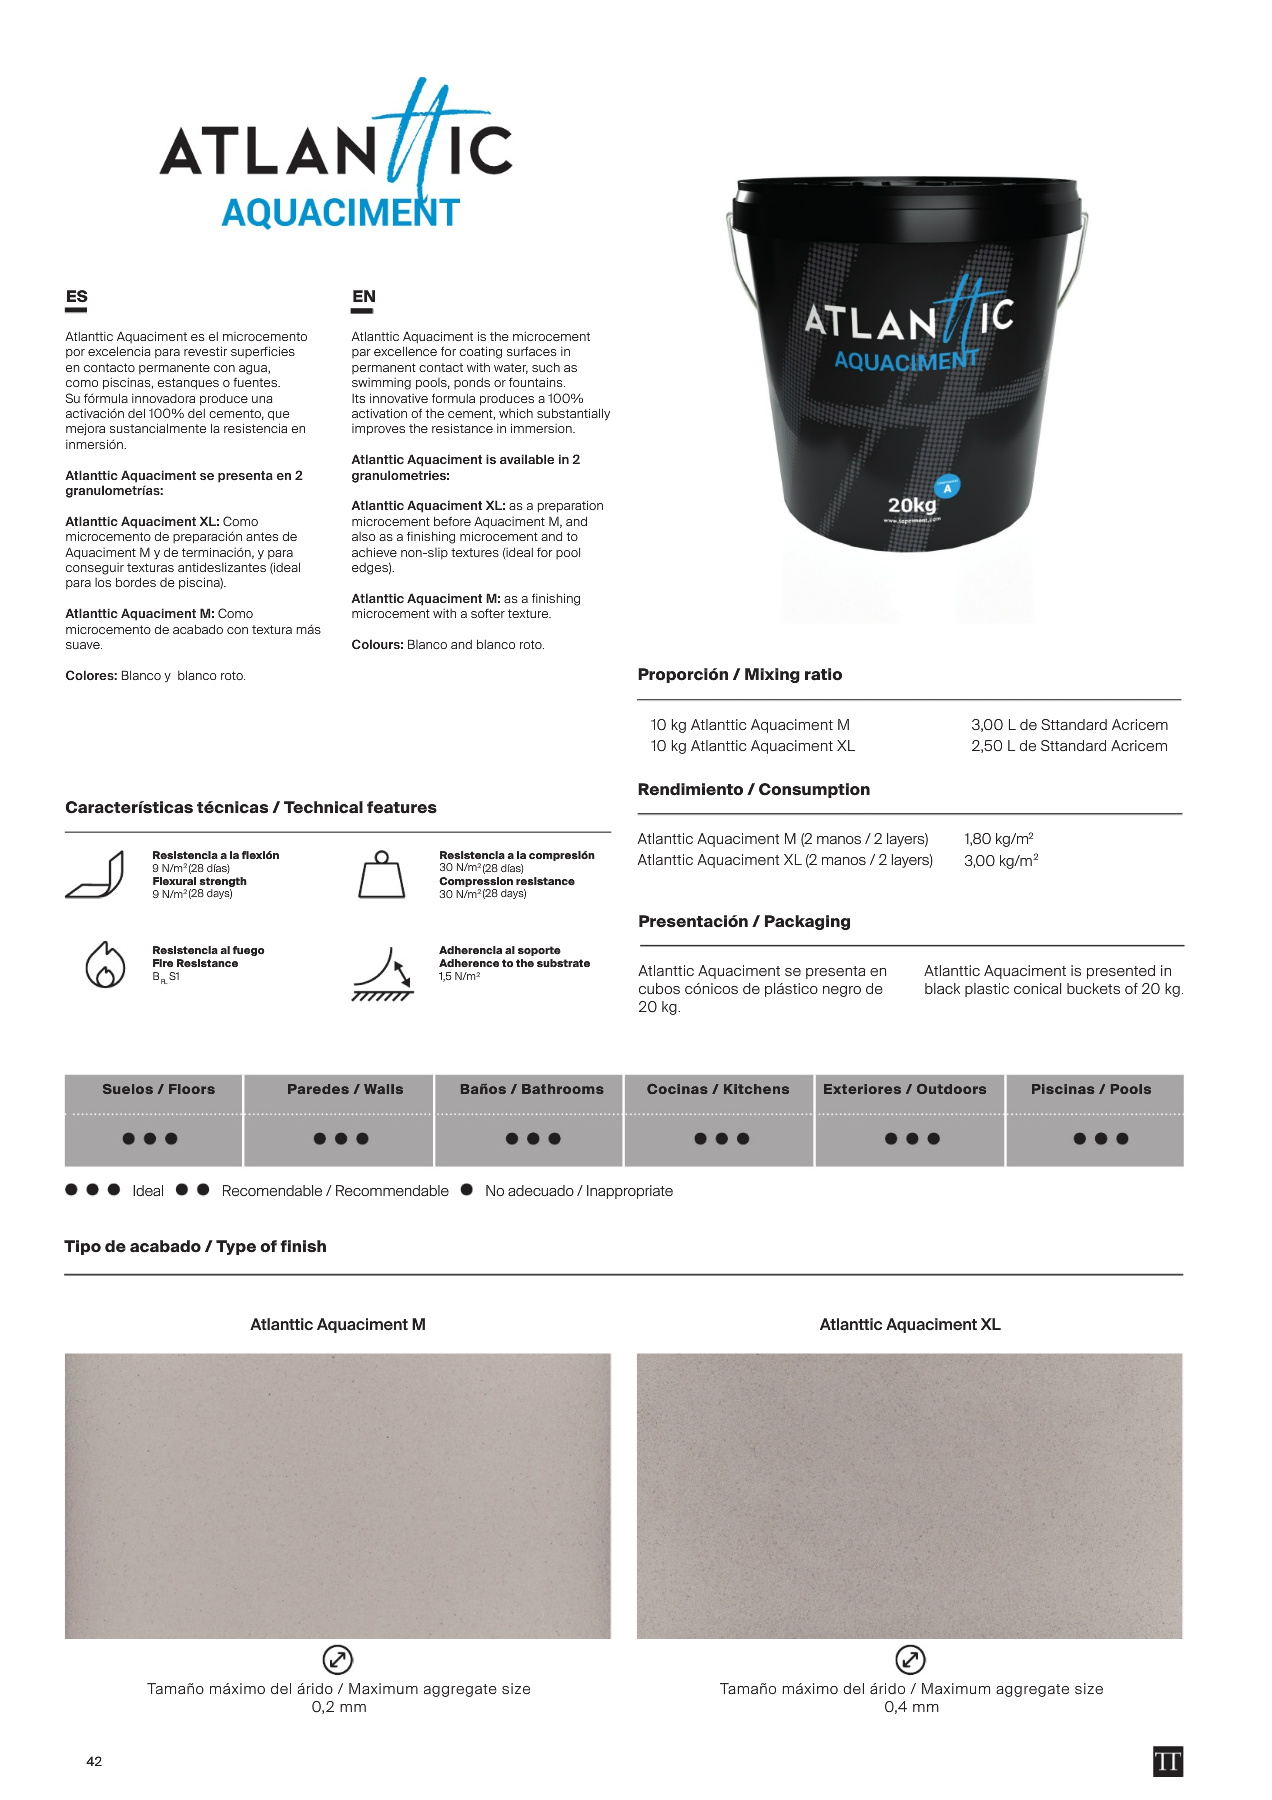 ATLANttIC
AQUACIMENT
ES
Atlanttic Aquaciment es el microcemento
por excelencia para revestir superficies
en contacto permanente con agua,
como piscinas, estanques o fuentes.
Su fórmula innovadora produce una
activación del 100% del cemento, que
mejora sustancialmente la resistencia en
inmersión.
Atlanttic Aquaciment se presenta en 2
granulometrías:
Atlanttic Aquaciment XL: Como
microcemento de preparación antes de
Aquaciment M y de terminación, y para
conseguir texturas antideslizantes (ideal
para los bordes de piscina).
Atlanttic Aquaciment M: Como
microcemento de acabado con textura más
suave.
Colores: Blanco y blanco roto.
EN
Atlanttic Aquaciment is the microcement
par excellence for coating surfaces in
permanent contact with water, such as
swimming pools, ponds or fountains.
Its innovative formula produces a 100%
activation of the cement, which substantially
improves the resistance in immersion.
Atlanttic Aquaciment is available in 2
granulometries:
Atlanttic Aquaciment XL: as a preparation
microcement before Aquaciment M, and
also as a finishing microcement and to
achieve non-slip textures (ideal for pool
edges).
Atlanttic Aquaciment M: as a finishing
microcement with a softer texture.
Colours: Blanco and blanco roto.
ATLANttIC
AQUACIMENT
A
20kg
www.topciment.com
Proporción / Mixing ratio
10 kg Atlanttic Aquaciment M 3,00 L de Sttandard Acricem
10 kg Atlanttic Aquaciment XL 2,50 L de Sttandard Acricem
Rendimiento / Consumption
Atlanttic Aquaciment M (2 manos / 2 layers) 1,80 kg/m²
Atlanttic Aquaciment XL (2 manos / 2 layers) 3,00 kg/m²
Presentación / Packaging
Atlanttic Aquaciment se presenta en
cubos cónicos de plástico negro de
20 kg.
Atlanttic Aquaciment is presented in
black plastic conical buckets of 20 kg.
Características técnicas / Technical features
Resistencia a la flexión
9 N/m² (28 días)
Flexural strength
9 N/m² (28 days)
Resistencia a la compresión
30 N/m² (28 días)
Compression resistance
30 N/m² (28 days)
Resistencia al fuego
Fire Resistance
B FL S1
Adherencia al soporte
Adherence to the substrate
1,5 N/m²
Suelos / Floors Paredes / Walls Baños / Bathrooms Cocinas / Kitchens Exteriores / Outdoors Piscinas / Pools
● ● ● ● ● ● ● ● ● ● ● ● ● ● ● ● ● ●
● ● ● Ideal ● ● Recomendable / Recommendable ● No adecuado / Inappropriate
Tipo de acabado / Type of finish
Atlanttic Aquaciment M
Atlanttic Aquaciment XL
Tamaño máximo del árido / Maximum aggregate size
0,2 mm
Tamaño máximo del árido / Maximum aggregate size
0,4 mm
42
TT